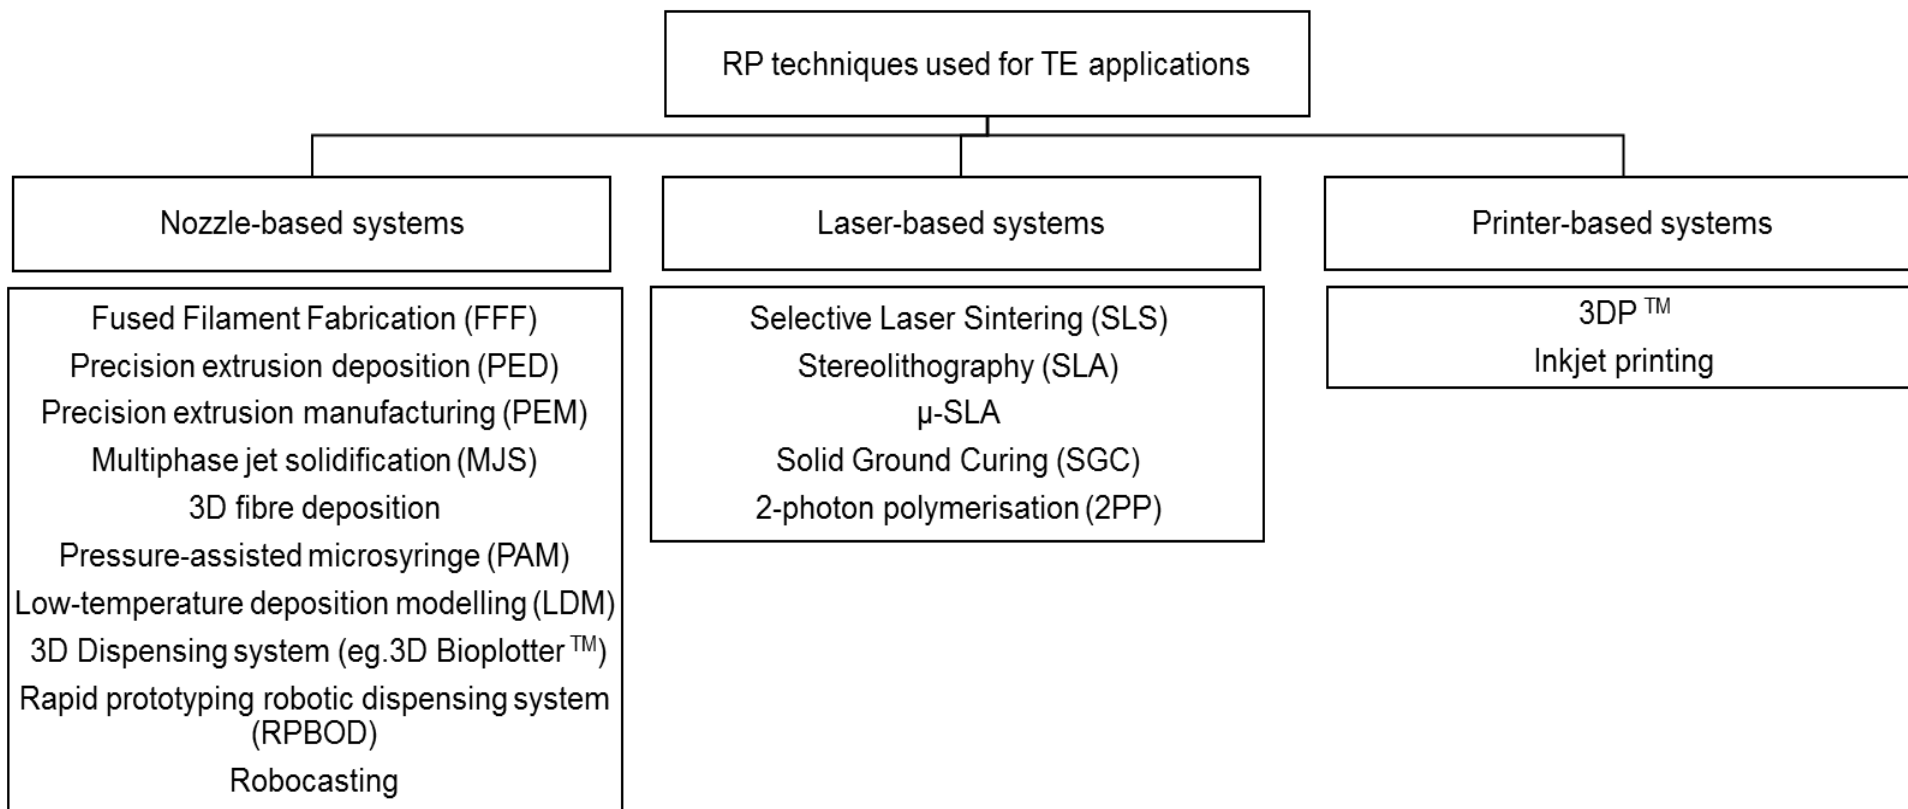 RP techniques used for TE applications
Nozzle-based systems
Fused Filament Fabrication (FFF)
Precision extrusion deposition (PED)
Precision extrusion manufacturing (PEM)
Multiphase jet solidification (MJS)
3D fibre deposition
Pressure-assisted microsyringe (PAM)
Low-temperature deposition modelling (LDM)
3D Dispensing system (eg.3D Bioplotter ™)
Rapid prototyping robotic dispensing system
(RPBOD)
Robocasting
Laser-based systems
Selective Laser Sintering (SLS)
Stereolithography (SLA)
µ-SLA
Solid Ground Curing (SGC)
2-photon polymerisation (2PP)
Printer-based systems
3DP ™
Inkjet printing